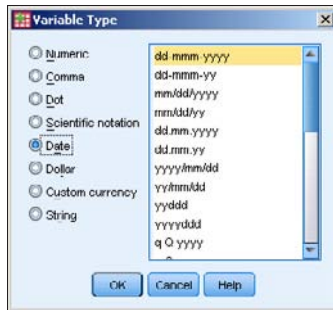 Variable Type
Numeric
Comma
Dot
Scientific notation
Date
Dollar
Custom currency
String
dd-mmm-yyyy
dd-mmm-yy
mm/dd/yyyy
mm/dd/yy
dd.mm.yyyy
dd.mm.yy
yyyy/mm/dd
yy/mm/dd
yyddd
yyyyddd
q Q yyyy
OK
Cancel
Help